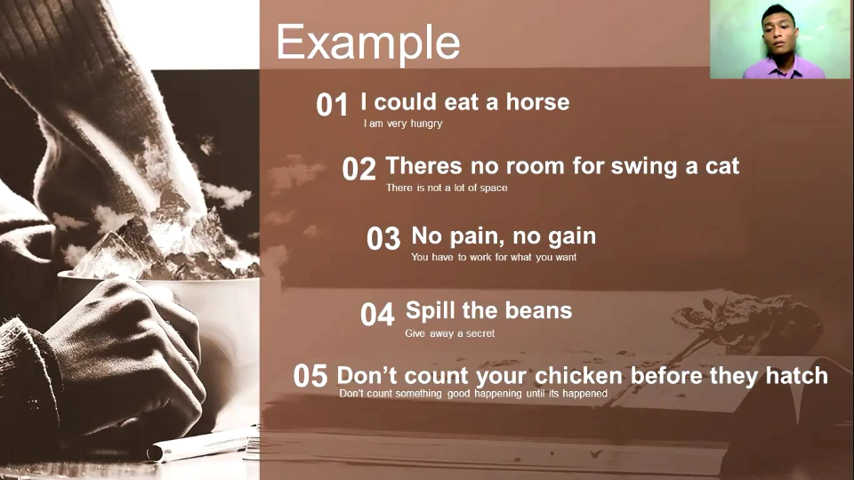 Example
01 I could eat a horse
I am very hungry
02 Theres no room for swing a cat
There is not a lot of space
03 No pain, no gain
You have to work for what you want
04 Spill the beans
Give away a secret
05 Don’t count your chicken before they hatch
Don’t count something good happening until its happened